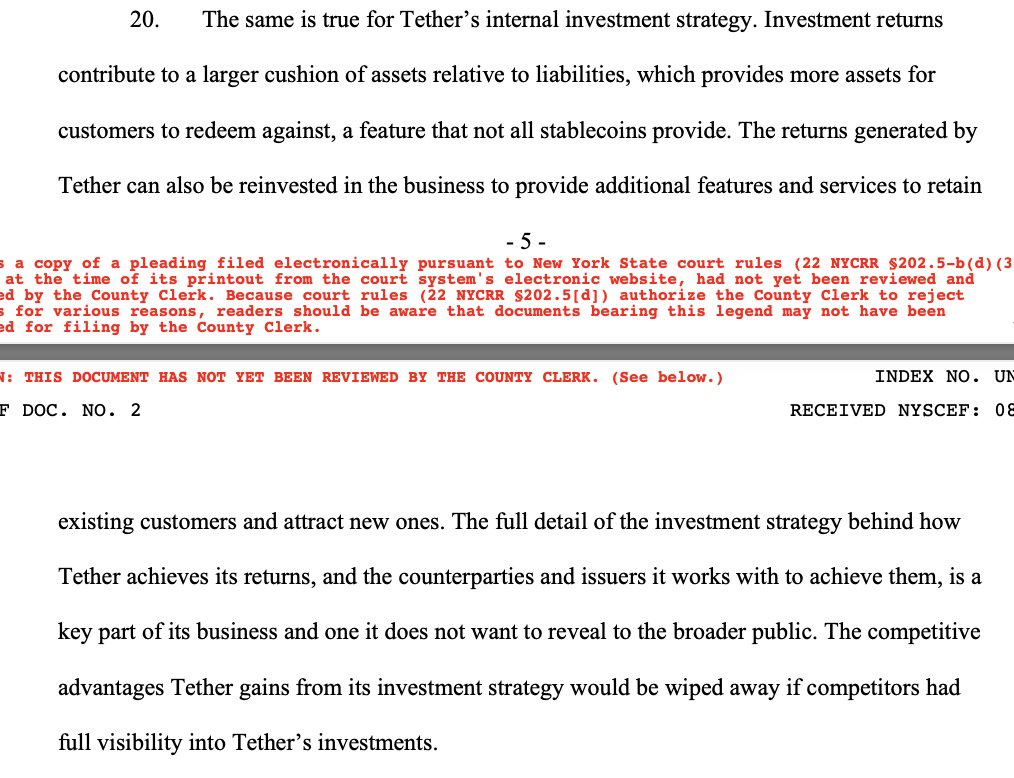 20. The same is true for Tether’s internal investment strategy. Investment returns
contribute to a larger cushion of assets relative to liabilities, which provides more assets for
customers to redeem against, a feature that not all stablecoins provide. The returns generated by
Tether can also be reinvested in the business to provide additional features and services to retain
- 5 -
s a copy of a pleading filed electronically pursuant to New York State court rules (22 NYCRR §202.5-b(d)(3
at the time of its printout from the court system's electronic website, had not yet been reviewed and
ed by the County Clerk. Because court rules (22 NYCRR §202.5[d]) authorize the County Clerk to reject
s for various reasons, readers should be aware that documents bearing this legend may not have been
ed for filing by the County Clerk.
N: THIS DOCUMENT HAS NOT YET BEEN REVIEWED BY THE COUNTY CLERK. (See below.) INDEX NO. UN
F DOC. NO. 2 RECEIVED NYSCEF: 08
existing customers and attract new ones. The full detail of the investment strategy behind how
Tether achieves its returns, and the counterparties and issuers it works with to achieve them, is a
key part of its business and one it does not want to reveal to the broader public. The competitive
advantages Tether gains from its investment strategy would be wiped away if competitors had
full visibility into Tether’s investments.